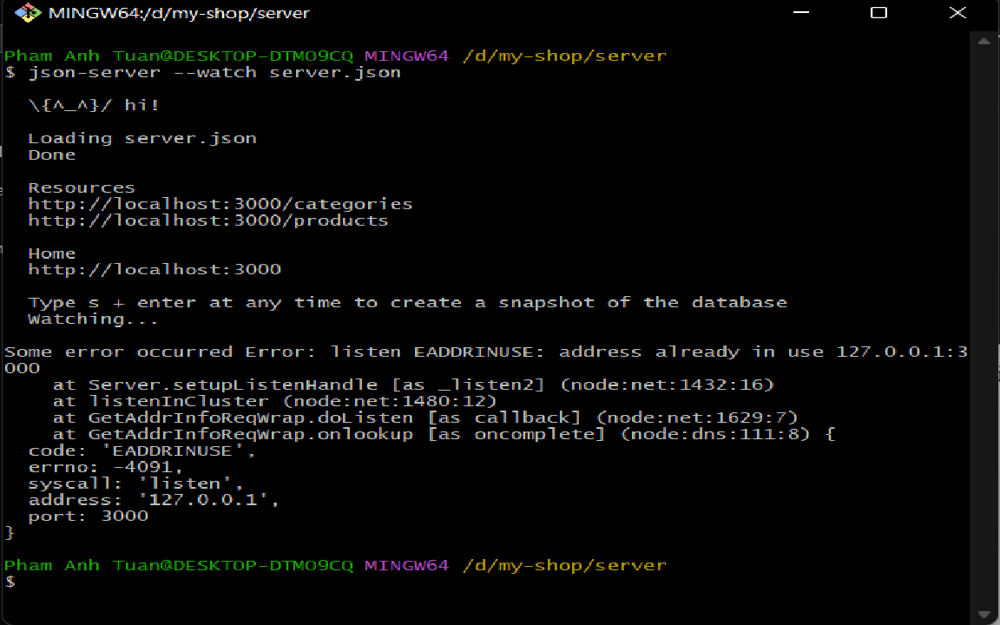 MINGW64:/d/my-shop/server
Pham Anh Tuan@DESKTOP-DTMO9CQ MINGW64 /d/my-shop/server
$ json-server --watch server.json
\{^_^}/ hi!
Loading server.json
Done
Resources
http://localhost:3000/categories
http://localhost:3000/products
Home
http://localhost:3000
Type s + enter at any time to create a snapshot of the database
Watching...
Some error occurred Error: listen EADDRINUSE: address already in use 127.0.0.1:3
000
at Server.setupListenHandle [as _listen2] (node:net:1432:16)
at listenInCluster (node:net:1480:12)
at GetAddrInfoReqWrap.doListen [as callback] (node:net:1629:7)
at GetAddrInfoReqWrap.onlookup [as oncomplete] (node:dns:111:8) {
code: 'EADDRINUSE',
errno: -4091,
syscall: 'listen',
address: '127.0.0.1',
port: 3000
}
Pham Anh Tuan@DESKTOP-DTMO9CQ MINGW64 /d/my-shop/server
$